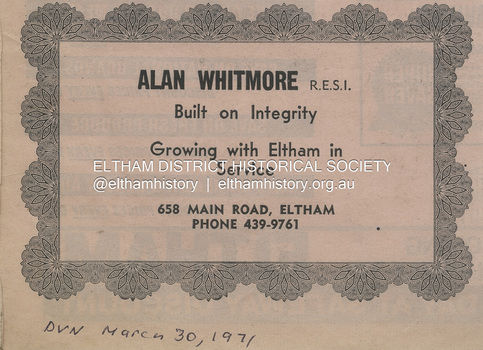 ALAN WHITMORE R.E.S.I.
Built on Integrity
Growing with Eltham in
Service
ELTHAM DISTRICT HISTORICAL SOCIETY
@elthamhistory | elthamhistory.org.au
658 MAIN ROAD, ELTHAM
PHONE 439-9761
DVN March 30, 1971